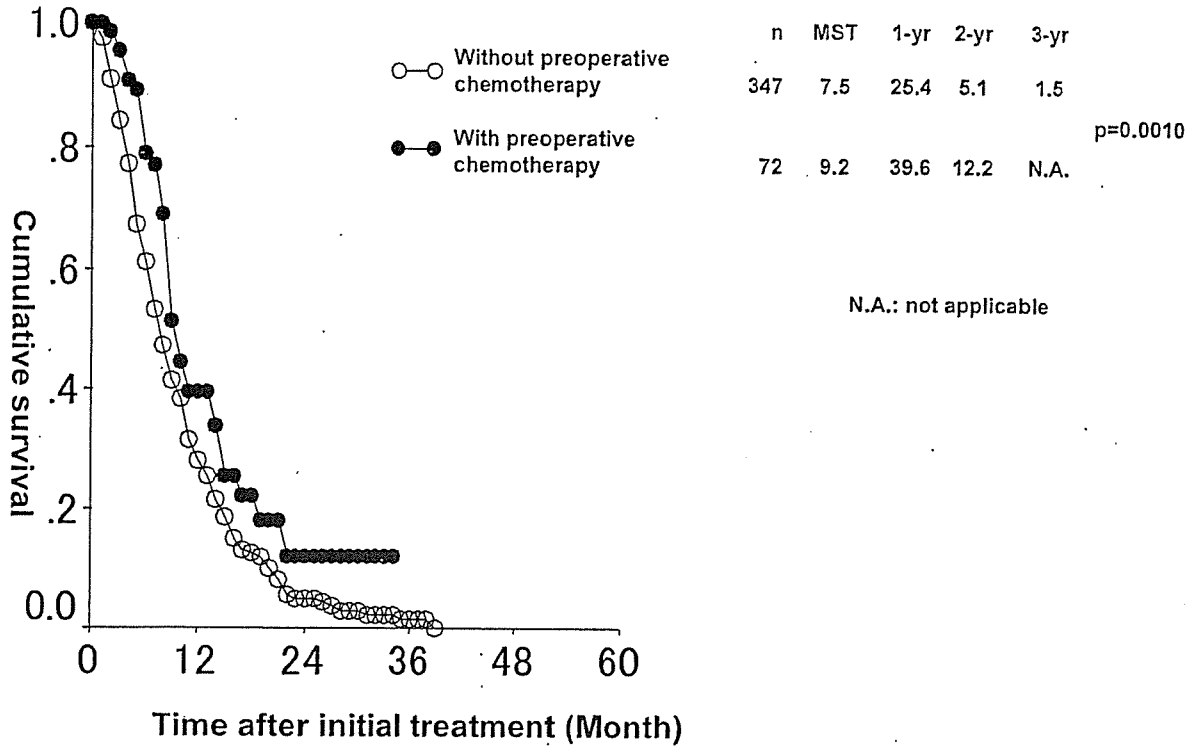 n MST 1-yr 2-yr 3-yr
Without preoperative
chemotherapy
347 7.5 25.4 5.1 1.5
p=0.0010
With preoperative
chemotherapy
72 9.2 39.6 12.2 N.A.
N.A.: not applicable
Cumulative survival
1.0
.8
.6
.4
.2
0.0
0 12 24 36 48 60
Time after initial treatment (Month)